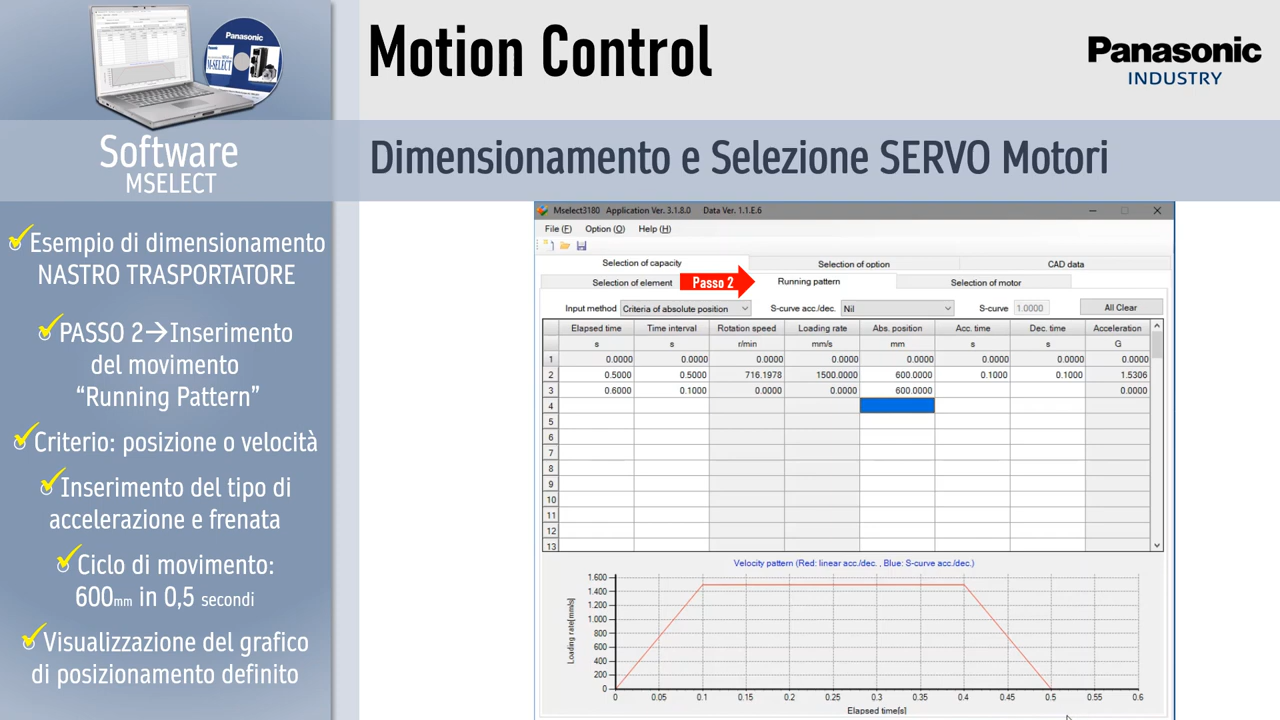 Motion Control
Panasonic
INDUSTRY
Panasonic
M-SELECT
Software
MSELECT
Dimensionamento e Selezione SERVO Motori
Esempio di dimensionamento
NASTRO TRASPORTATORE
PASSO 2→Inserimento
del movimento
“Running Pattern”
Criterio: posizione o velocità
Inserimento del tipo di
accelerazione e frenata
Ciclo di movimento:
600mm in 0,5 secondi
Visualizzazione del grafico
di posizionamento definito
Mselect3180 Application Ver. 3.1.8.0 Data Ver. 1.1.E.6
File (F) Option (O) Help (H)
Selection of capacity Selection of option CAD data
Selection of element Passo 2 Running pattern Selection of motor
Input method Criteria of absolute position S-curve acc./dec. Nil S-curve 1.0000 All Clear
Elapsed time Time interval Rotation speed Loading rate Abs. position Acc. time Dec. time Acceleration
s s r/min mm/s mm s s G
1 0.0000 0.0000 0.0000 0.0000 0.0000 0.0000 0.0000 0.0000
2 0.5000 0.5000 716.1978 1500.0000 600.0000 0.1000 0.1000 1.5306
3 0.6000 0.1000 0.0000 0.0000 600.0000 0.0000
4
5
6
7
8
9
10
11
12
13
Velocity pattern (Red: linear acc./dec. , Blue: S-curve acc./dec.)
Loading rate[mm/s]
1.600
1.400
1.200
1.000
800
600
400
200
0
0 0.05 0.1 0.15 0.2 0.25 0.3 0.35 0.4 0.45 0.5 0.55 0.6
Elapsed time[s]